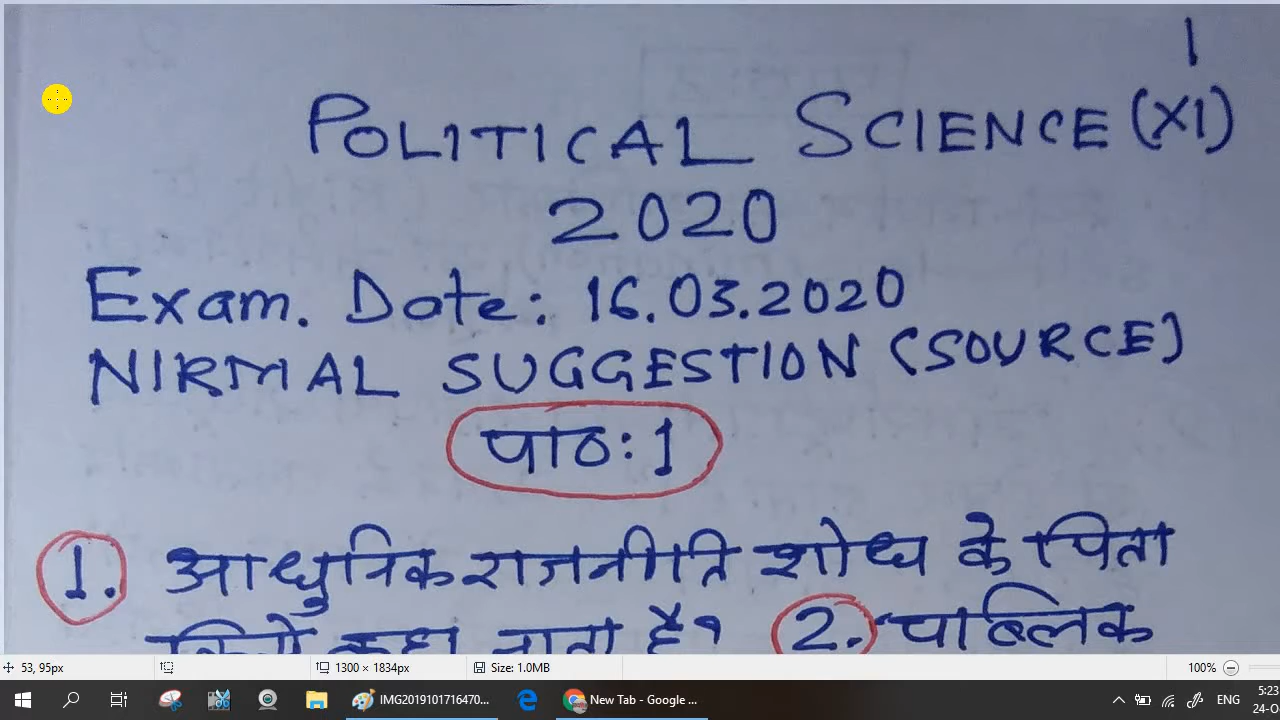 1
POLITICAL SCIENCE (XI)
2020
Exam. Date: 16.03.2020
NIRMAL SUGGESTION (SOURCE)
पाठ: 1
1. आधुनिक राजनीति शोध के पिता
किसे कहा जाता है? 2. पाब्लिक
53, 95px 1300 × 1834px Size: 1.0MB 100%
IMG2019101716470... New Tab - Google ... ENG 5:23
24-O